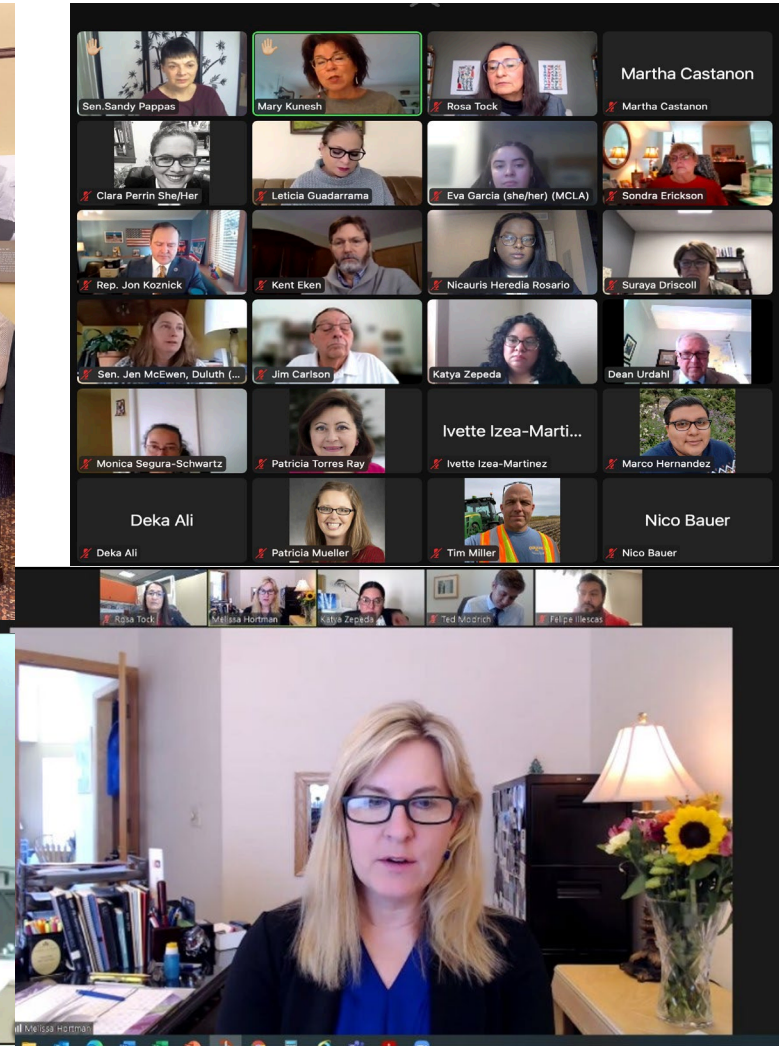 Sen.Sandy Pappas
Mary Kunesh
Rosa Tock
Martha Castanon
Martha Castanon
Clara Perrin She/Her
Leticia Guadarrama
Eva Garcia (she/her) (MCLA)
Sondra Erickson
Rep. Jon Koznick
Kent Eken
Nicauris Heredia Rosario
Suraya Driscoll
Sen. Jen McEwen, Duluth (...
Jim Carlson
Katya Zepeda
Dean Urdahl
Monica Segura-Schwartz
Patricia Torres Ray
Ivette Izea-Marti...
Ivette Izea-Martinez
Marco Hernandez
Deka Ali
Deka Ali
Patricia Mueller
Tim Miller
Nico Bauer
Nico Bauer
Rosa Tock
Melissa Hortman
Katya Zepeda
Ted Modrich
Felipe Illescas
Melissa Hortman